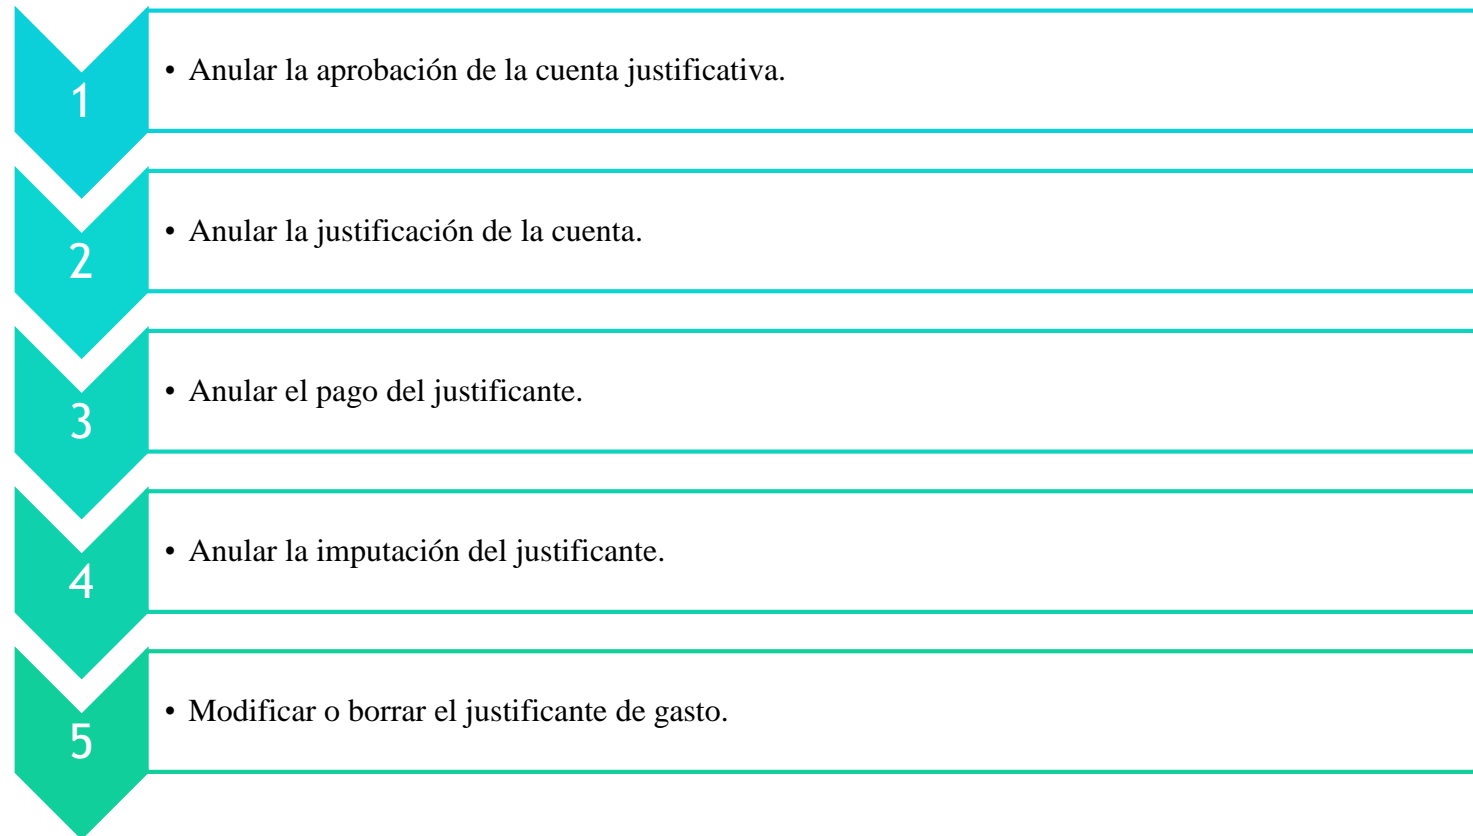 1
• Anular la aprobación de la cuenta justificativa.
2
• Anular la justificación de la cuenta.
3
• Anular el pago del justificante.
4
• Anular la imputación del justificante.
5
• Modificar o borrar el justificante de gasto.